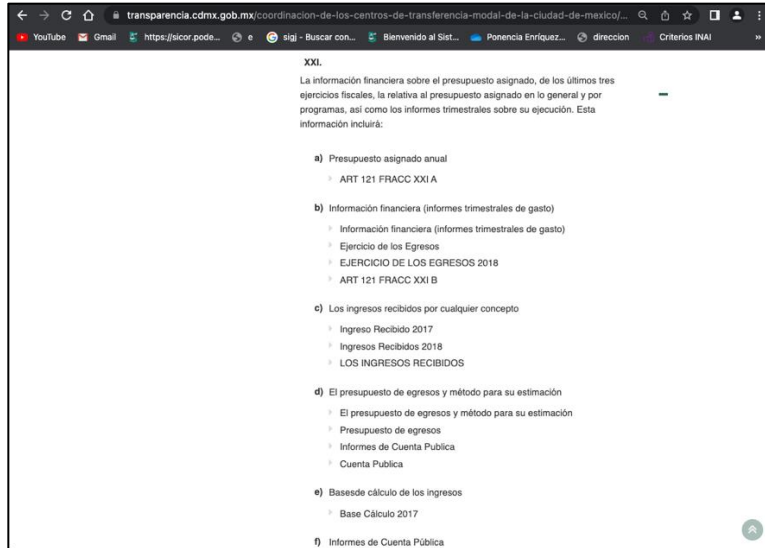 transparencia.cdmx.gob.mx/coordinacion-de-los-centros-de-transferencia-modal-de-la-ciudad-de-mexico/...
YouTube Gmail https://sicor.pode... e sigj - Buscar con... Bienvenido al Sist... Ponencia Enríquez... direccion Criterios INAI »
XXI.
La información financiera sobre el presupuesto asignado, de los últimos tres
ejercicios fiscales, la relativa al presupuesto asignado en lo general y por
programas, así como los informes trimestrales sobre su ejecución. Esta
información incluirá:
a) Presupuesto asignado anual
ART 121 FRACC XXI A
b) Información financiera (informes trimestrales de gasto)
Información financiera (informes trimestrales de gasto)
Ejercicio de los Egresos
EJERCICIO DE LOS EGRESOS 2018
ART 121 FRACC XXI B
c) Los ingresos recibidos por cualquier concepto
Ingreso Recibido 2017
Ingresos Recibidos 2018
LOS INGRESOS RECIBIDOS
d) El presupuesto de egresos y método para su estimación
El presupuesto de egresos y método para su estimación
Presupuesto de egresos
Informes de Cuenta Publica
Cuenta Publica
e) Basesde cálculo de los ingresos
Base Cálculo 2017
f) Informes de Cuenta Pública